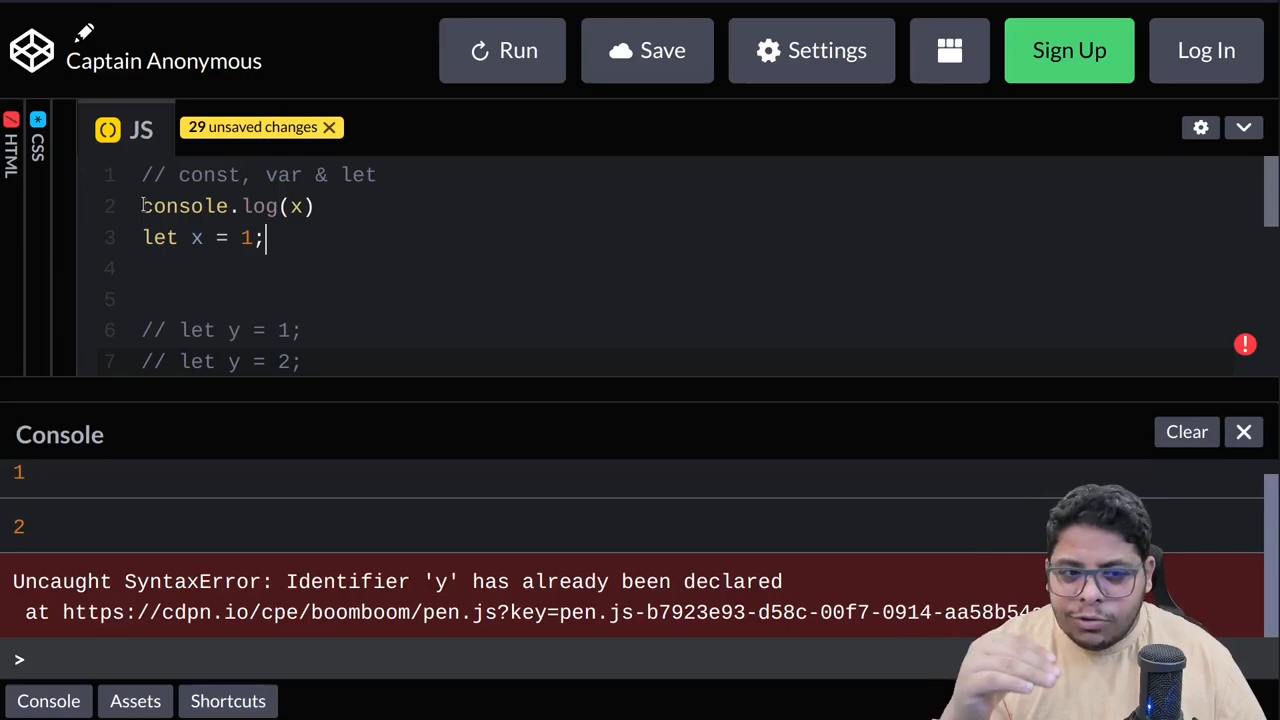 Captain Anonymous
Run
Save
Settings
Sign Up
Log In
HTML
CSS
JS
29 unsaved changes
1 // const, var & let
2 console.log(x)
3 let x = 1;
4
5
6 // let y = 1;
7 // let y = 2;
Console
Clear
1
2
Uncaught SyntaxError: Identifier 'y' has already been declared
at https://cdpn.io/cpe/boomboom/pen.js?key=pen.js-b7923e93-d58c-00f7-0914-aa58b54
>
Console
Assets
Shortcuts